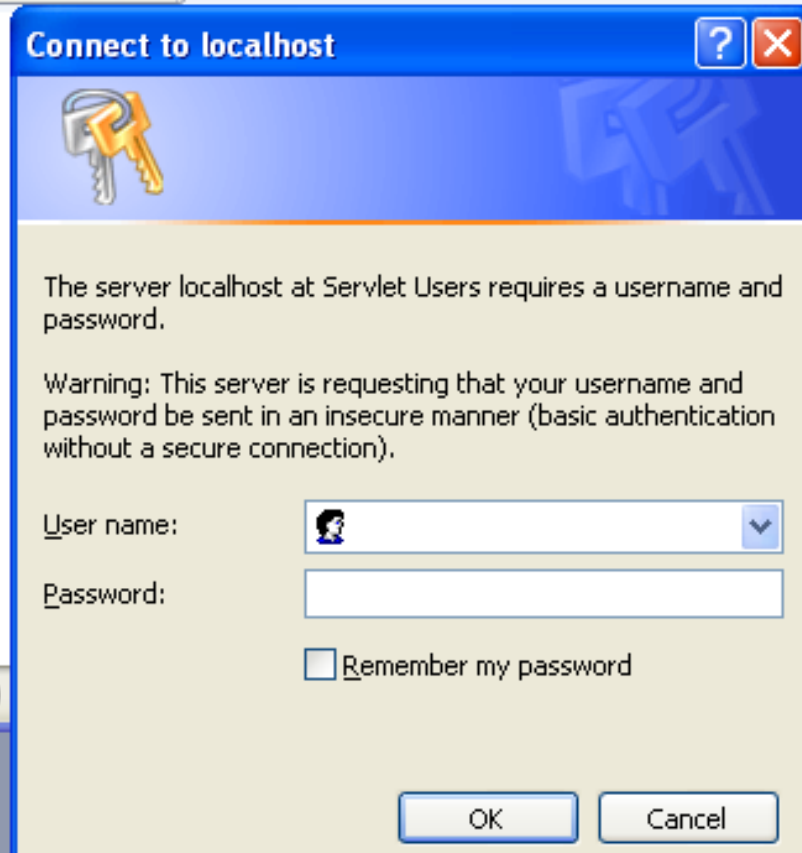 Connect to localhost
The server localhost at Servlet Users requires a username and
password.
Warning: This server is requesting that your username and
password be sent in an insecure manner (basic authentication
without a secure connection).
User name:
Password:
Remember my password
OK Cancel